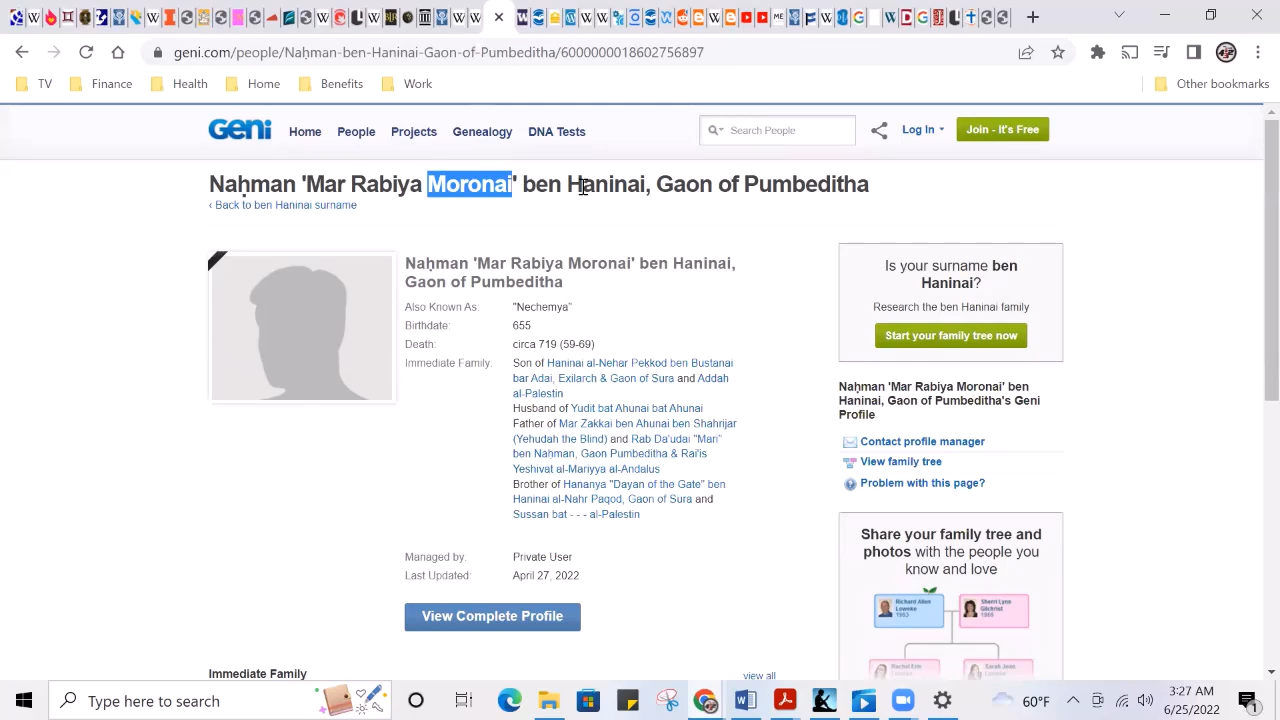 geni.com/people/Naḥman-ben-Haninai-Gaon-of-Pumbeditha/6000000018602756897
TV
Finance
Health
Home
Benefits
Work
Other bookmarks
Geni
Home
People
Projects
Genealogy
DNA Tests
Search People
Log In
Join - It's Free
Naḥman 'Mar Rabiya Moronai' ben Haninai, Gaon of Pumbeditha
‹ Back to ben Haninai surname
Naḥman 'Mar Rabiya Moronai' ben Haninai,
Gaon of Pumbeditha
Also Known As: "Nechemya"
Birthdate: 655
Death: circa 719 (59-69)
Immediate Family: Son of Haninai al-Nehar Pekkod ben Bustanai
bar Adai, Exilarch & Gaon of Sura and Addah
al-Palestin
Husband of Yudit bat Ahunai bat Ahunai
Father of Mar Zakkai ben Ahunai ben Shahrijar
(Yehudah the Blind) and Rab Da'udai "Mari"
ben Nahman, Gaon Pumbeditha & Rai'is
Yeshivat al-Mariyya al-Andalus
Brother of Hananya "Dayan of the Gate" ben
Haninai al-Nahr Paqod, Gaon of Sura and
Sussan bat - - - al-Palestin
Managed by: Private User
Last Updated: April 27, 2022
View Complete Profile
Immediate Family
view all
Is your surname ben
Haninai?
Research the ben Haninai family
Start your family tree now
Naḥman 'Mar Rabiya Moronai' ben
Haninai, Gaon of Pumbeditha's Geni
Profile
Contact profile manager
View family tree
Problem with this page?
Share your family tree and
photos with the people you
know and love
Richard Allen
Loweke
1963
Sherri Lynn
Gilchrist
1969
Sarah Jean
Type here to search
60°F
3:27 AM
6/25/2022
1